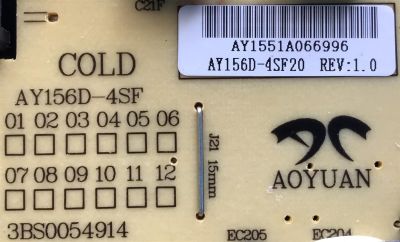 C21F
AY1551A066996
AY156D-4SF20 REV:1.0
COLD
AY156D-4SF
01 02 03 04 05 06
07 08 09 10 11 12
J21 15mm
AOYUAN
3BS0054914
EC205
EC204